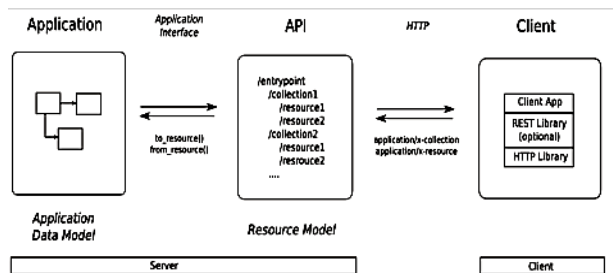 Application
Application
Interface
API
HTTP
Client
/entrypoint
/collection1
/resource1
/resource2
/collection2
/resource1
/resrouce2
....
to_resource()
from_resource()
application/x-collection
application/x-resource
Client App
REST Library
(optional)
HTTP Library
Application
Data Model
Resource Model
Server
Client